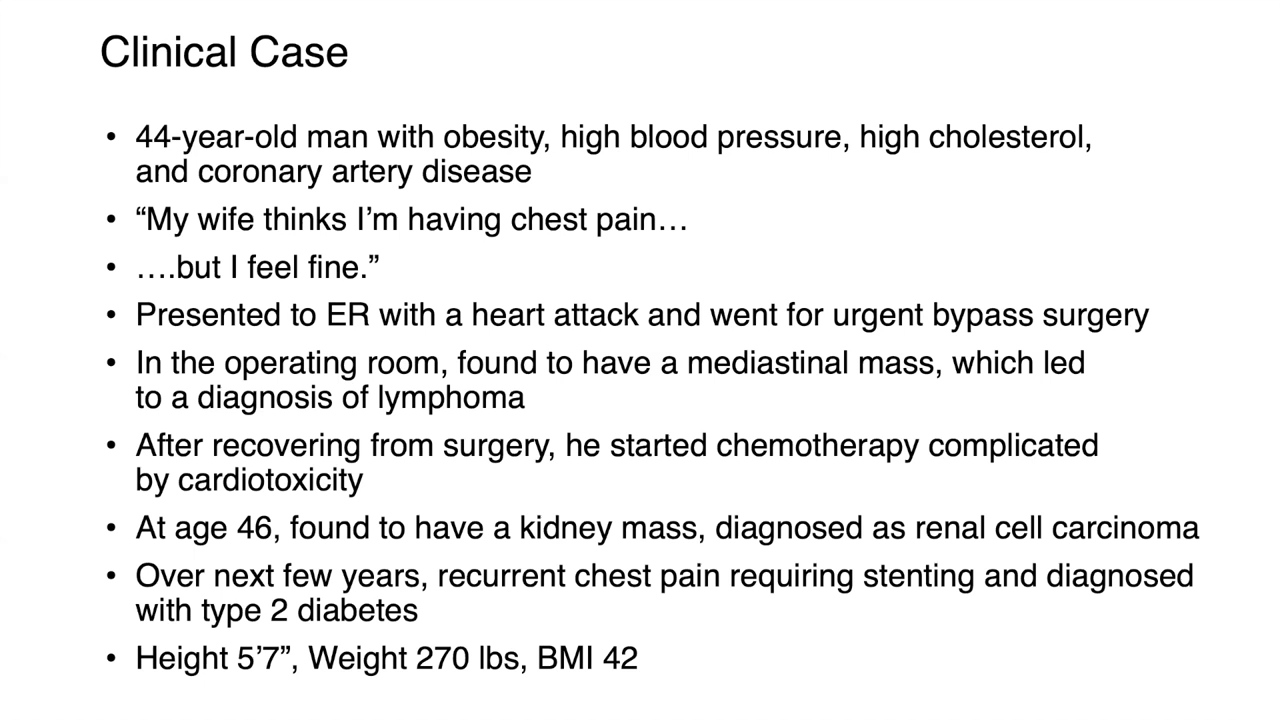 Clinical Case
• 44-year-old man with obesity, high blood pressure, high cholesterol,
and coronary artery disease
• “My wife thinks I’m having chest pain…
• ….but I feel fine.”
• Presented to ER with a heart attack and went for urgent bypass surgery
• In the operating room, found to have a mediastinal mass, which led
to a diagnosis of lymphoma
• After recovering from surgery, he started chemotherapy complicated
by cardiotoxicity
• At age 46, found to have a kidney mass, diagnosed as renal cell carcinoma
• Over next few years, recurrent chest pain requiring stenting and diagnosed
with type 2 diabetes
• Height 5’7”, Weight 270 lbs, BMI 42